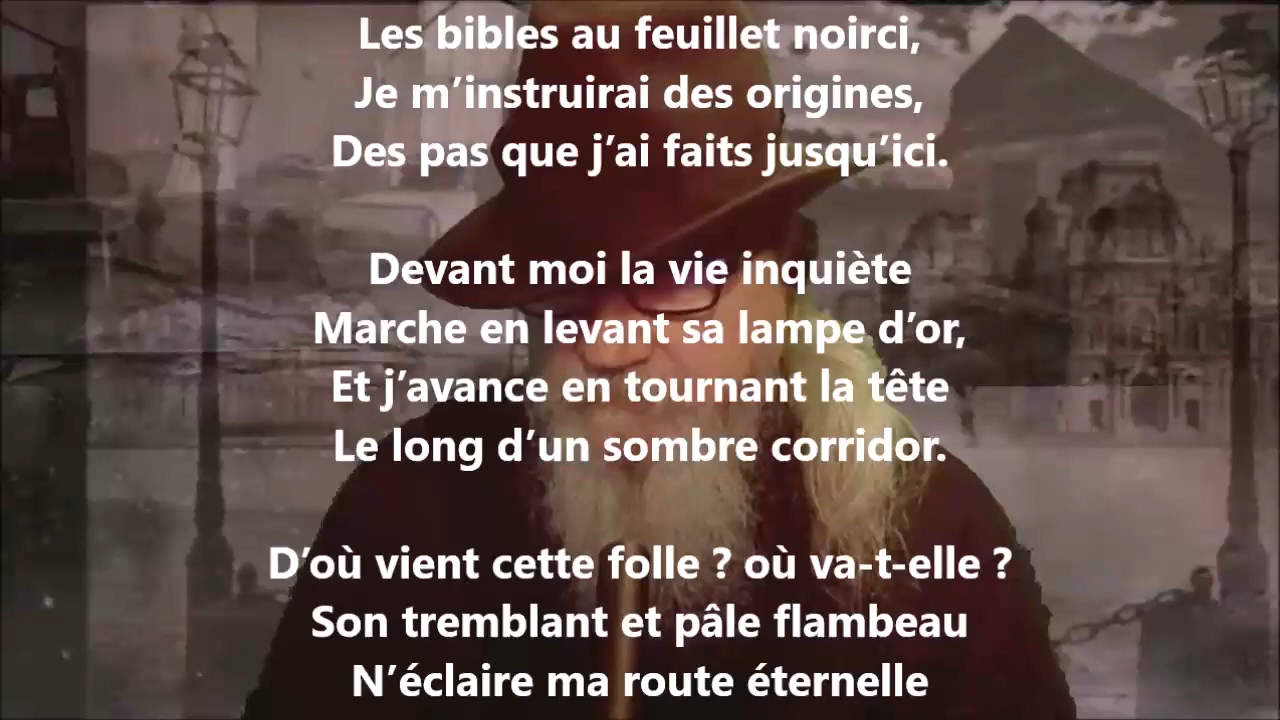 Les bibles au feuillet noirci,
Je m’instruirai des origines,
Des pas que j’ai faits jusqu’ici.
Devant moi la vie inquiète
Marche en levant sa lampe d’or,
Et j’avance en tournant la tête
Le long d’un sombre corridor.
D’où vient cette folle ? où va-t-elle ?
Son tremblant et pâle flambeau
N’éclaire ma route éternelle